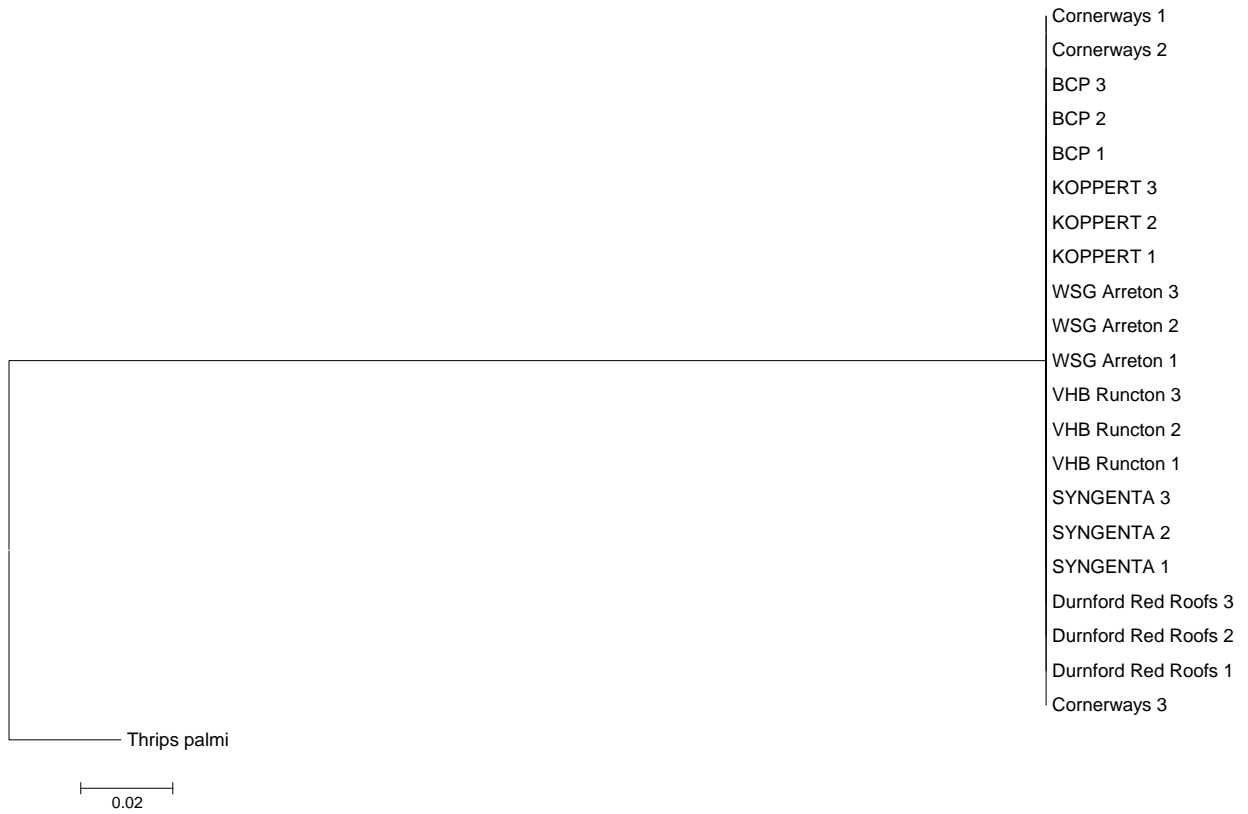 Cornerways 1
Cornerways 2
BCP 3
BCP 2
BCP 1
KOPPERT 3
KOPPERT 2
KOPPERT 1
WSG Arreton 3
WSG Arreton 2
WSG Arreton 1
VHB Runcton 3
VHB Runcton 2
VHB Runcton 1
SYNGENTA 3
SYNGENTA 2
SYNGENTA 1
Durnford Red Roofs 3
Durnford Red Roofs 2
Durnford Red Roofs 1
Cornerways 3
Thrips palmi
0.02